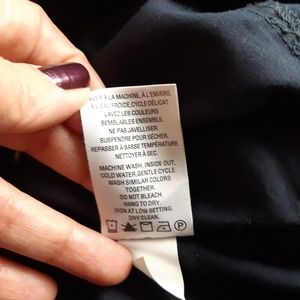 LAVER À LA MACHINE, À L'ENVERS,
À L'EAU FROIDE, CYCLE DÉLICAT.
LAVEZ LES COULEURS
SEMBLABLES ENSEMBLE.
NE PAS JAVELLISER.
SUSPENDRE POUR SÉCHER.
REPASSER À BASSE TEMPÉRATURE.
NETTOYER À SEC.
MACHINE WASH, INSIDE OUT,
COLD WATER, GENTLE CYCLE.
WASH SIMILAR COLORS
TOGETHER.
DO NOT BLEACH.
HANG TO DRY.
IRON AT LOW SETTING.
DRY CLEAN.
P